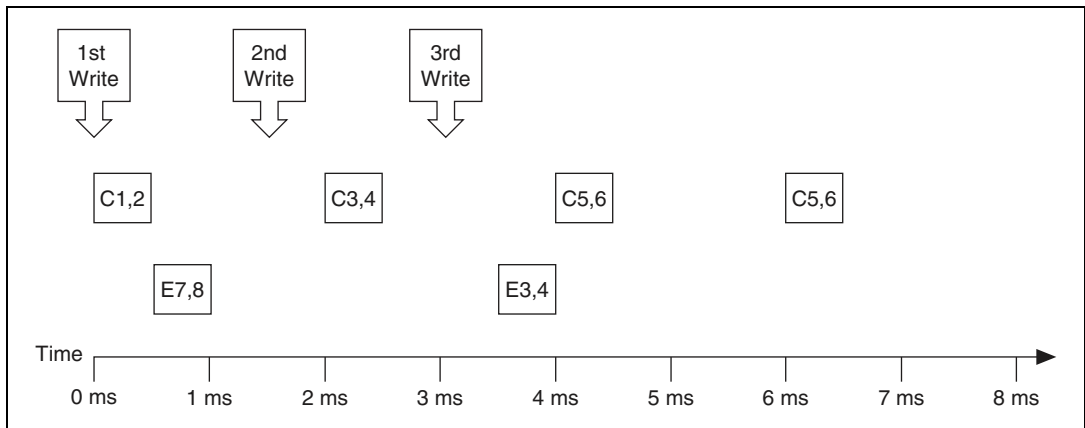 1st
Write
2nd
Write
3rd
Write
C1,2
C3,4
C5,6
C5,6
E7,8
E3,4
Time
0 ms
1 ms
2 ms
3 ms
4 ms
5 ms
6 ms
7 ms
8 ms